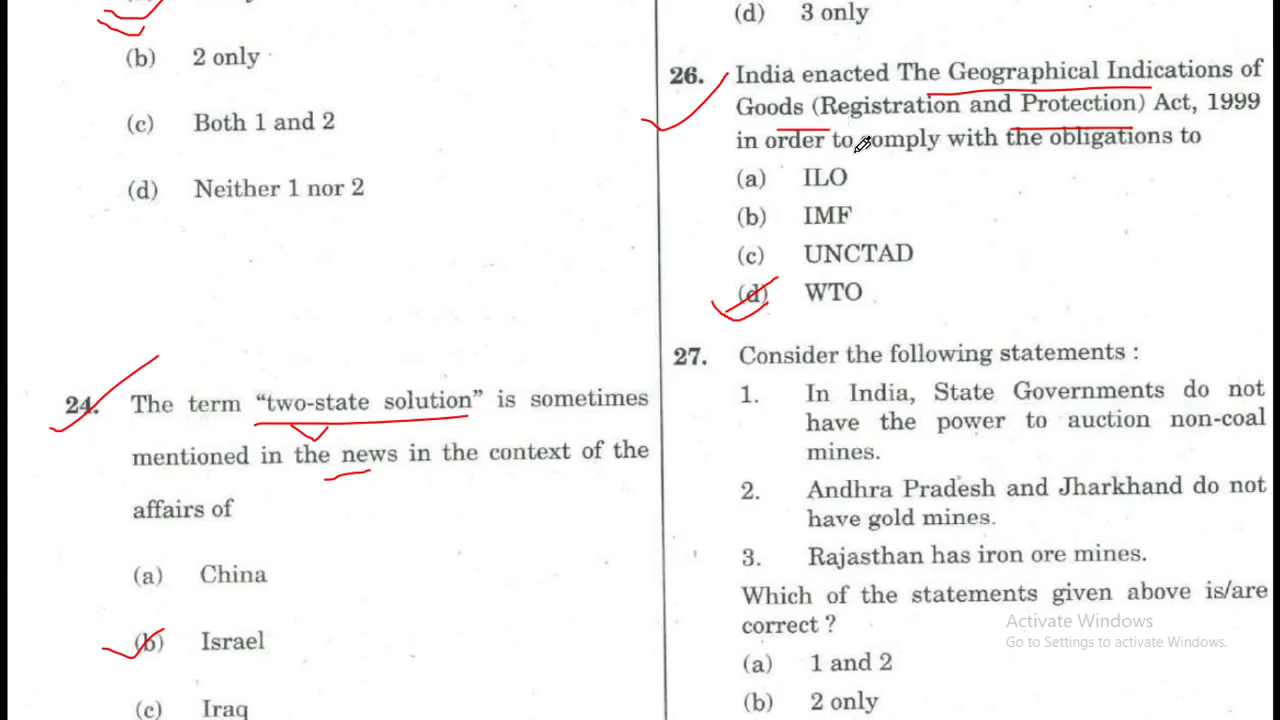 (b) 2 only
(c) Both 1 and 2
(d) Neither 1 nor 2
24. The term “two-state solution” is sometimes
mentioned in the news in the context of the
affairs of
(a) China
(b) Israel
(c) Iraq
(d) 3 only
26. India enacted The Geographical Indications of
Goods (Registration and Protection) Act, 1999
in order to comply with the obligations to
(a) ILO
(b) IMF
(c) UNCTAD
(d) WTO
27. Consider the following statements :
1. In India, State Governments do not
have the power to auction non-coal
mines.
2. Andhra Pradesh and Jharkhand do not
have gold mines.
3. Rajasthan has iron ore mines.
Which of the statements given above is/are
correct ?
(a) 1 and 2
(b) 2 only
Activate Windows
Go to Settings to activate Windows.